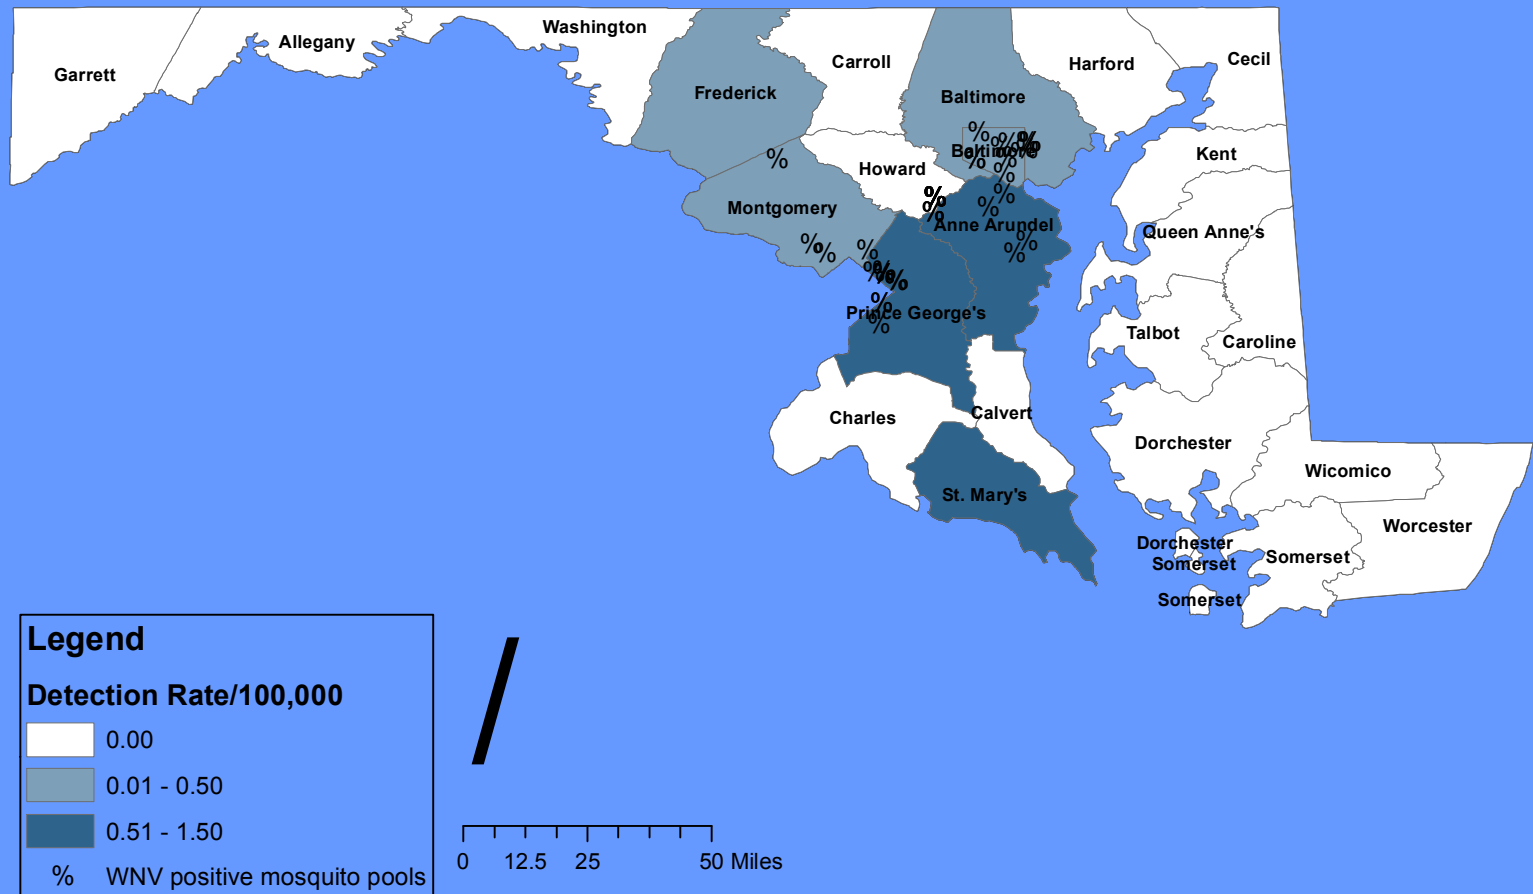 Washington
Allegany
Garrett
Carroll
Harford
Cecil
Frederick
Baltimore
%
%
%
%
%
%
%
Baltimore
%
%
Kent
Howard
%
%
%
%
%
Montgomery
Anne Arundel
Queen Anne's
%
%
%
%
%
%
%
%
%
%
Prince George's
%
Talbot
Caroline
Charles
Calvert
Dorchester
Wicomico
St. Mary's
Worcester
Dorchester
Somerset
Somerset
Somerset
Legend
Detection Rate/100,000
0.00
0.01 - 0.50
0.51 - 1.50
% WNV positive mosquito pools
/
0 12.5 25 50 Miles